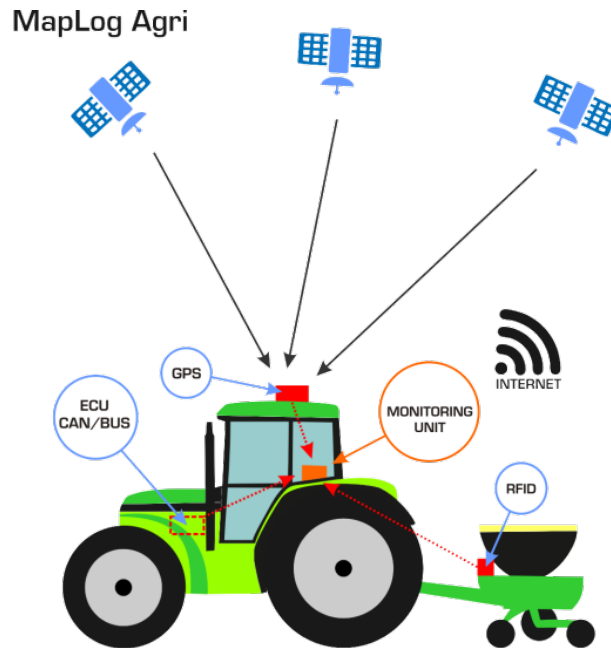 MapLog Agri
INTERNET
GPS
ECU
CAN/BUS
MONITORING
UNIT
RFID